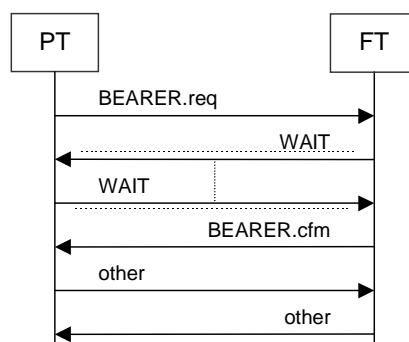 PT FT
BEARER.req
WAIT
WAIT
BEARER.cfm
other
other